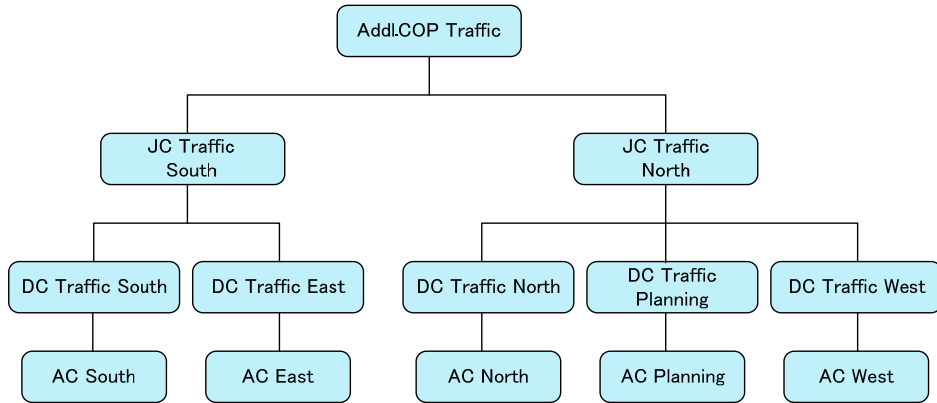 Addl.COP Traffic
JC Traffic
South
JC Traffic
North
DC Traffic South
DC Traffic East
DC Traffic North
DC Traffic
Planning
DC Traffic West
AC South
AC East
AC North
AC Planning
AC West